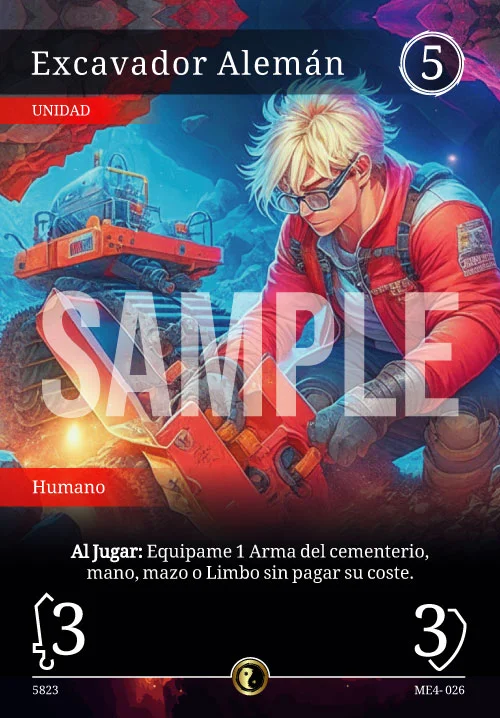 Excavador Alemán
5
UNIDAD
SAMPLE
Humano
Al Jugar: Equipame 1 Arma del cementerio,
mano, mazo o Limbo sin pagar su coste.
3
3
5823
ME4- 026